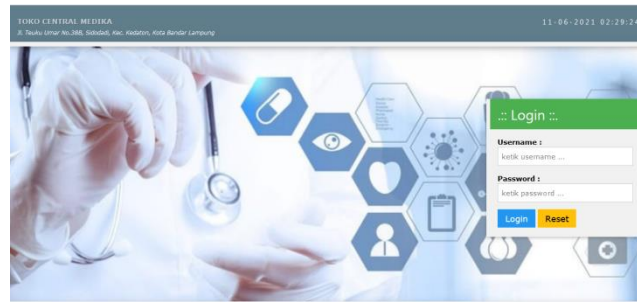 TOKO CENTRAL MEDIKA
Jl. Teuku Umar No.38B, Sidodadi, Kec. Kedaton, Kota Bandar Lampung
11-06-2021 02:29:24
.:: Login ::.
Username :
ketik username ...
Password :
ketik password ...
Login
Reset